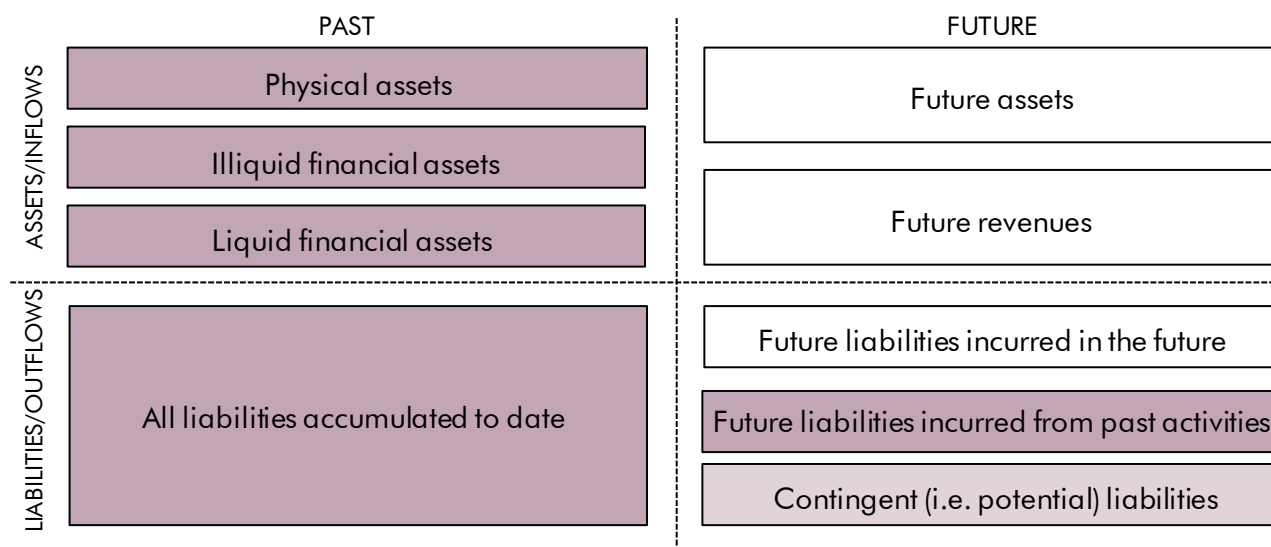 PAST
FUTURE
ASSETS/INFLOWS
Physical assets
Illiquid financial assets
Liquid financial assets
Future assets
Future revenues
LIABILITIES/OUTFLOWS
All liabilities accumulated to date
Future liabilities incurred in the future
Future liabilities incurred from past activities
Contingent (i.e. potential) liabilities